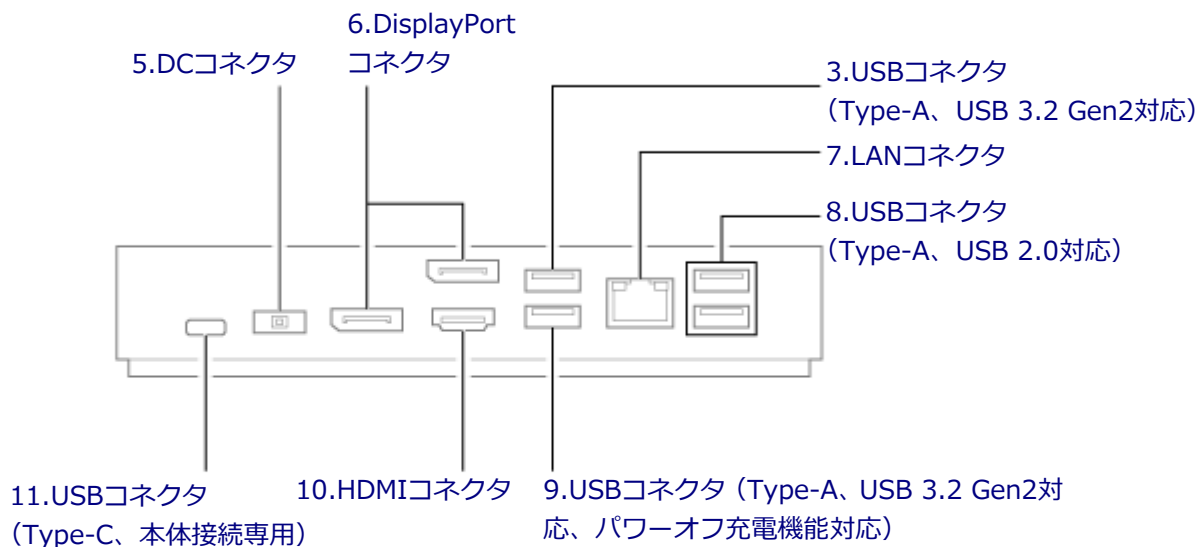 6.DisplayPort
コネクタ
5.DCコネクタ
3.USBコネクタ
（Type-A、USB 3.2 Gen2対応）
7.LANコネクタ
8.USBコネクタ
（Type-A、USB 2.0対応）
11.USBコネクタ
（Type-C、本体接続専用）
10.HDMIコネクタ
9.USBコネクタ（Type-A、USB 3.2 Gen2対
応、パワーオフ充電機能対応）